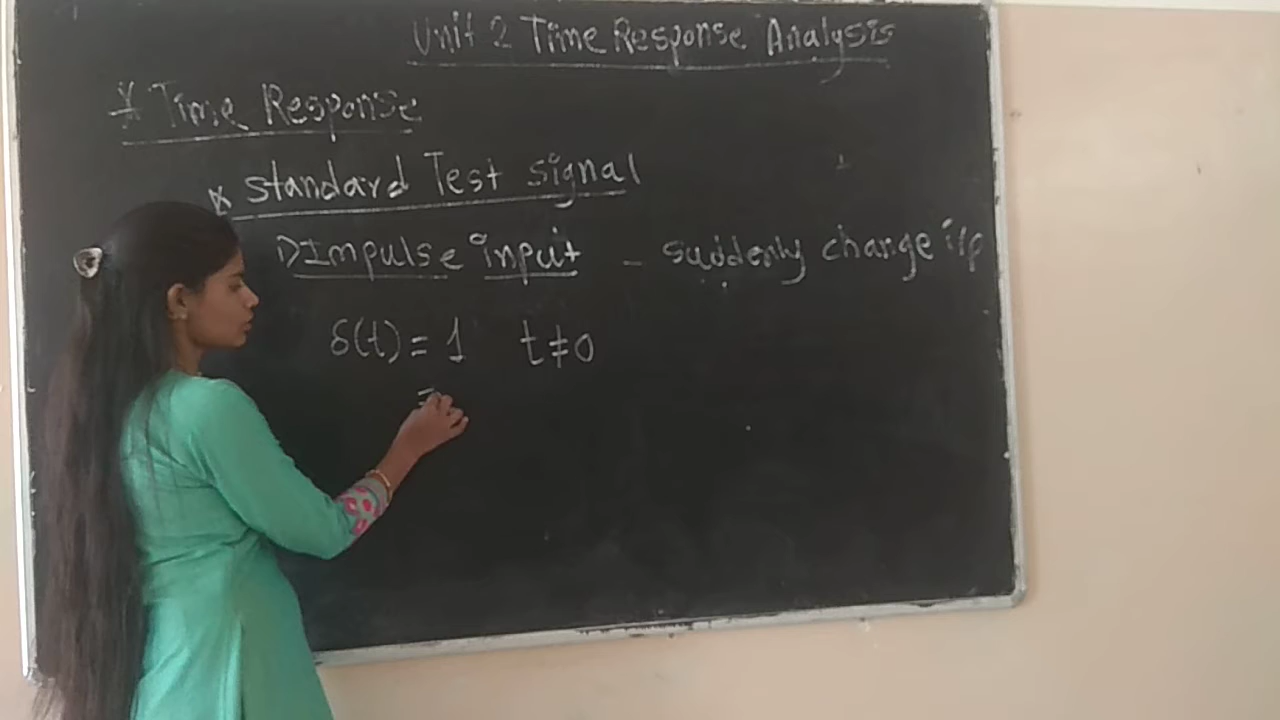 Unit 2 Time Response Analysis
* Time Response
* Standard Test signal
1) Impulse input - suddenly change i/p
δ(t) = 1 t≠0
=